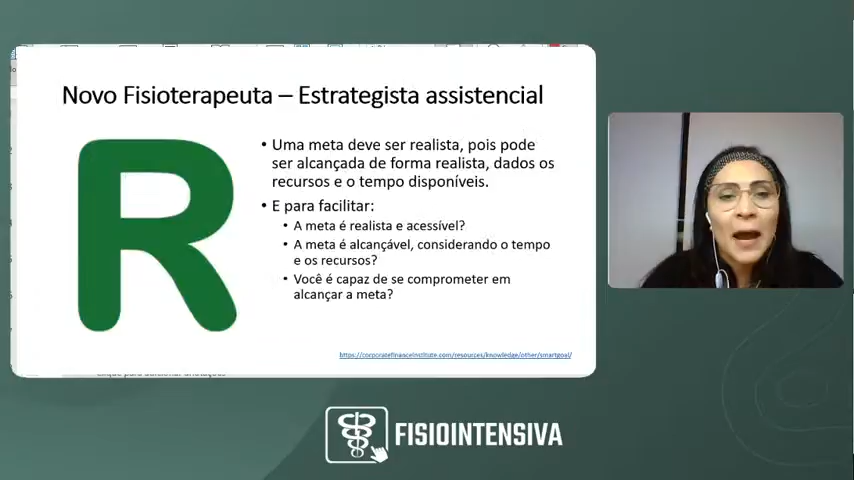 Novo Fisioterapeuta – Estrategista assistencial
R
• Uma meta deve ser realista, pois pode
ser alcançada de forma realista, dados os
recursos e o tempo disponíveis.
• E para facilitar:
• A meta é realista e acessível?
• A meta é alcançável, considerando o tempo
e os recursos?
• Você é capaz de se comprometer em
alcançar a meta?
https://corporatefinanceinstitute.com/resources/knowledge/other/smartgoal/
FISIOINTENSIVA